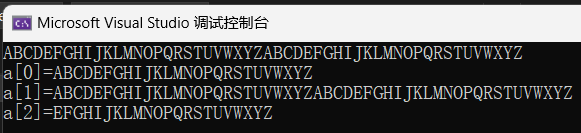 Microsoft Visual Studio 调试控制台
ABCDEFGHIJKLMNOPQRSTUVWXYZABCDEFGHIJKLMNOPQRSTUVWXYZ
a[0]=ABCDEFGHIJKLMNOPQRSTUVWXYZ
a[1]=ABCDEFGHIJKLMNOPQRSTUVWXYZABCDEFGHIJKLMNOPQRSTUVWXYZ
a[2]=EFGHIJKLMNOPQRSTUVWXYZ